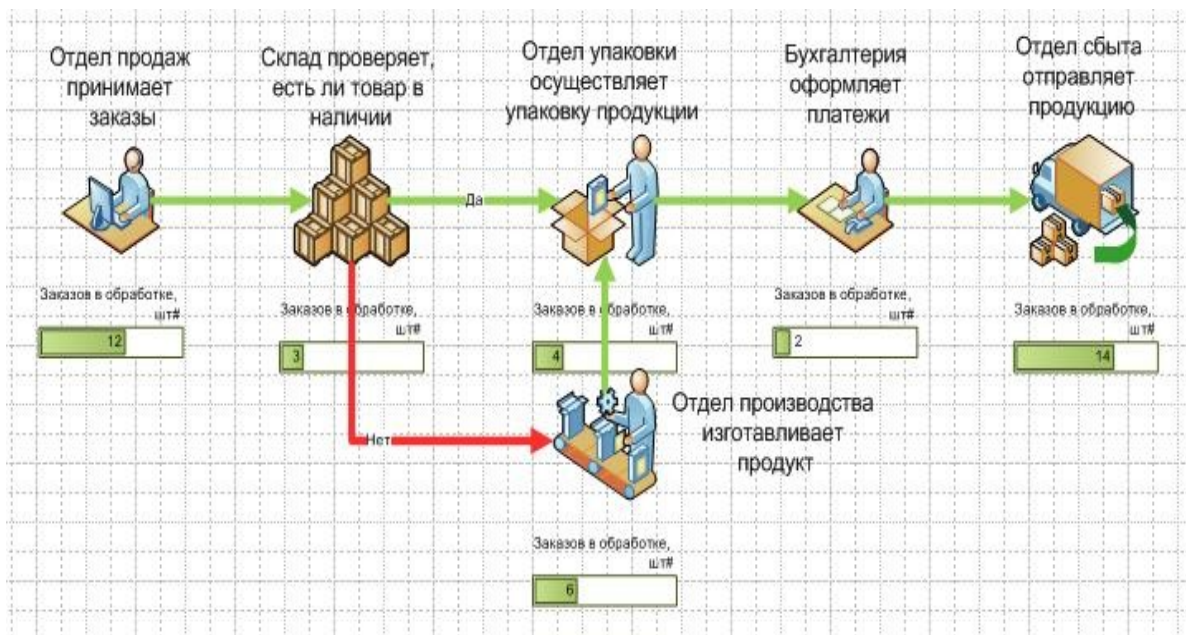 Отдел продаж
принимает
заказы
Склад проверяет,
есть ли товар в
наличии
Отдел упаковки
осуществляет
упаковку продукции
Бухгалтерия
оформляет
платежи
Отдел сбыта
отправляет
продукцию
Да
Заказов в обработке,
шт#
12
Заказов в обработке,
шт#
3
Заказов в обработке,
шт#
4
Заказов в обработке,
шт#
2
Заказов в обработке,
шт#
14
Нет
Отдел производства
изготавливает
продукт
Заказов в обработке,
шт#
6